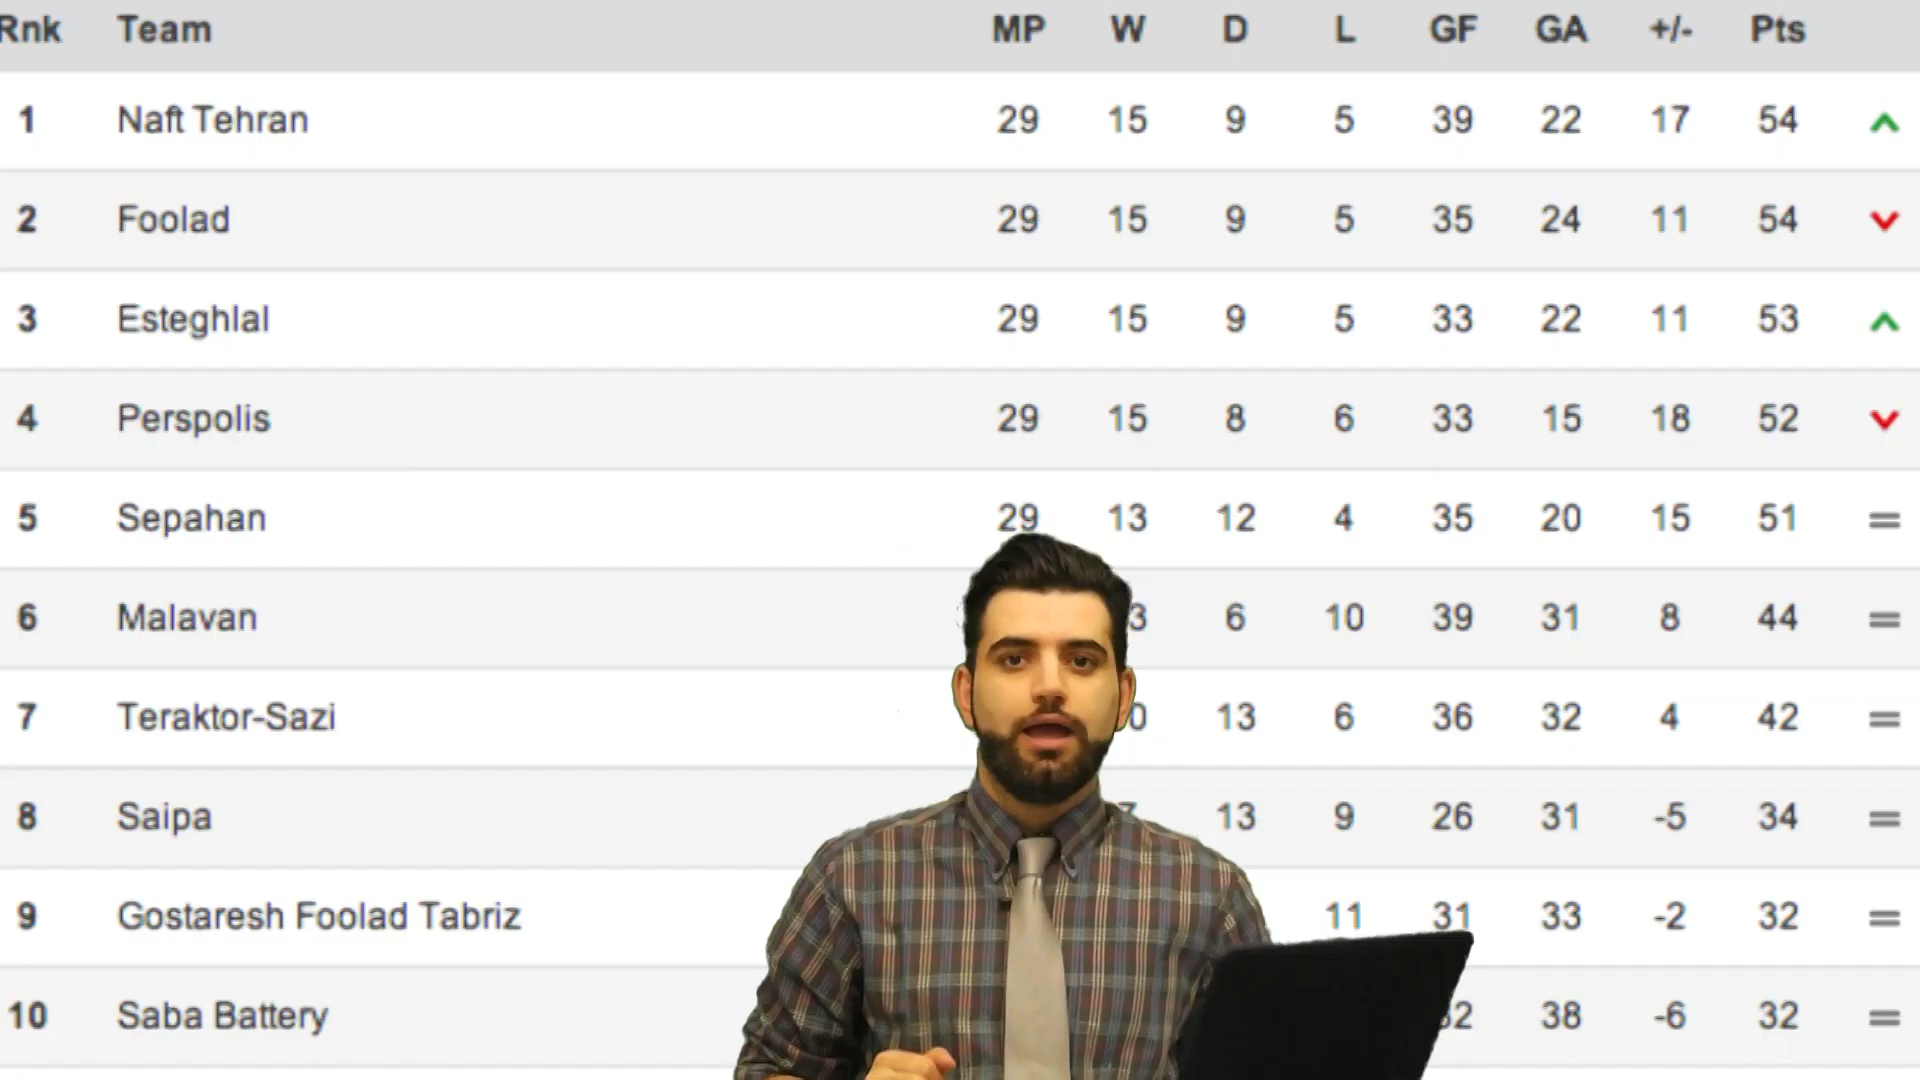 Rnk Team MP W D L GF GA +/- Pts
1 Naft Tehran 29 15 9 5 39 22 17 54
2 Foolad 29 15 9 5 35 24 11 54
3 Esteghlal 29 15 9 5 33 22 11 53
4 Perspolis 29 15 8 6 33 15 18 52
5 Sepahan 29 13 12 4 35 20 15 51
6 Malavan 6 10 39 31 8 44
7 Teraktor-Sazi 13 6 36 32 4 42
8 Saipa 13 9 26 31 -5 34
9 Gostaresh Foolad Tabriz 11 31 33 -2 32
10 Saba Battery 38 -6 32